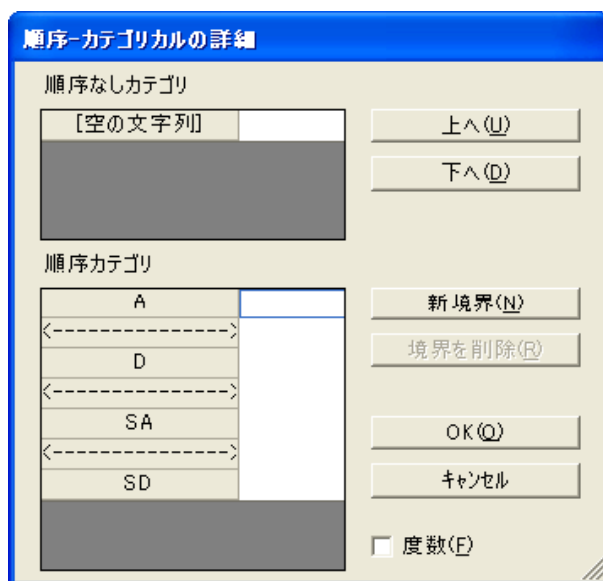 順序-カテゴリカルの詳細
順序なしカテゴリ
[空の文字列]
上へ(U)
下へ(D)
順序カテゴリ
A
<--------------->
D
<--------------->
SA
<--------------->
SD
新境界(N)
境界を削除(R)
OK(O)
キャンセル
度数(F)